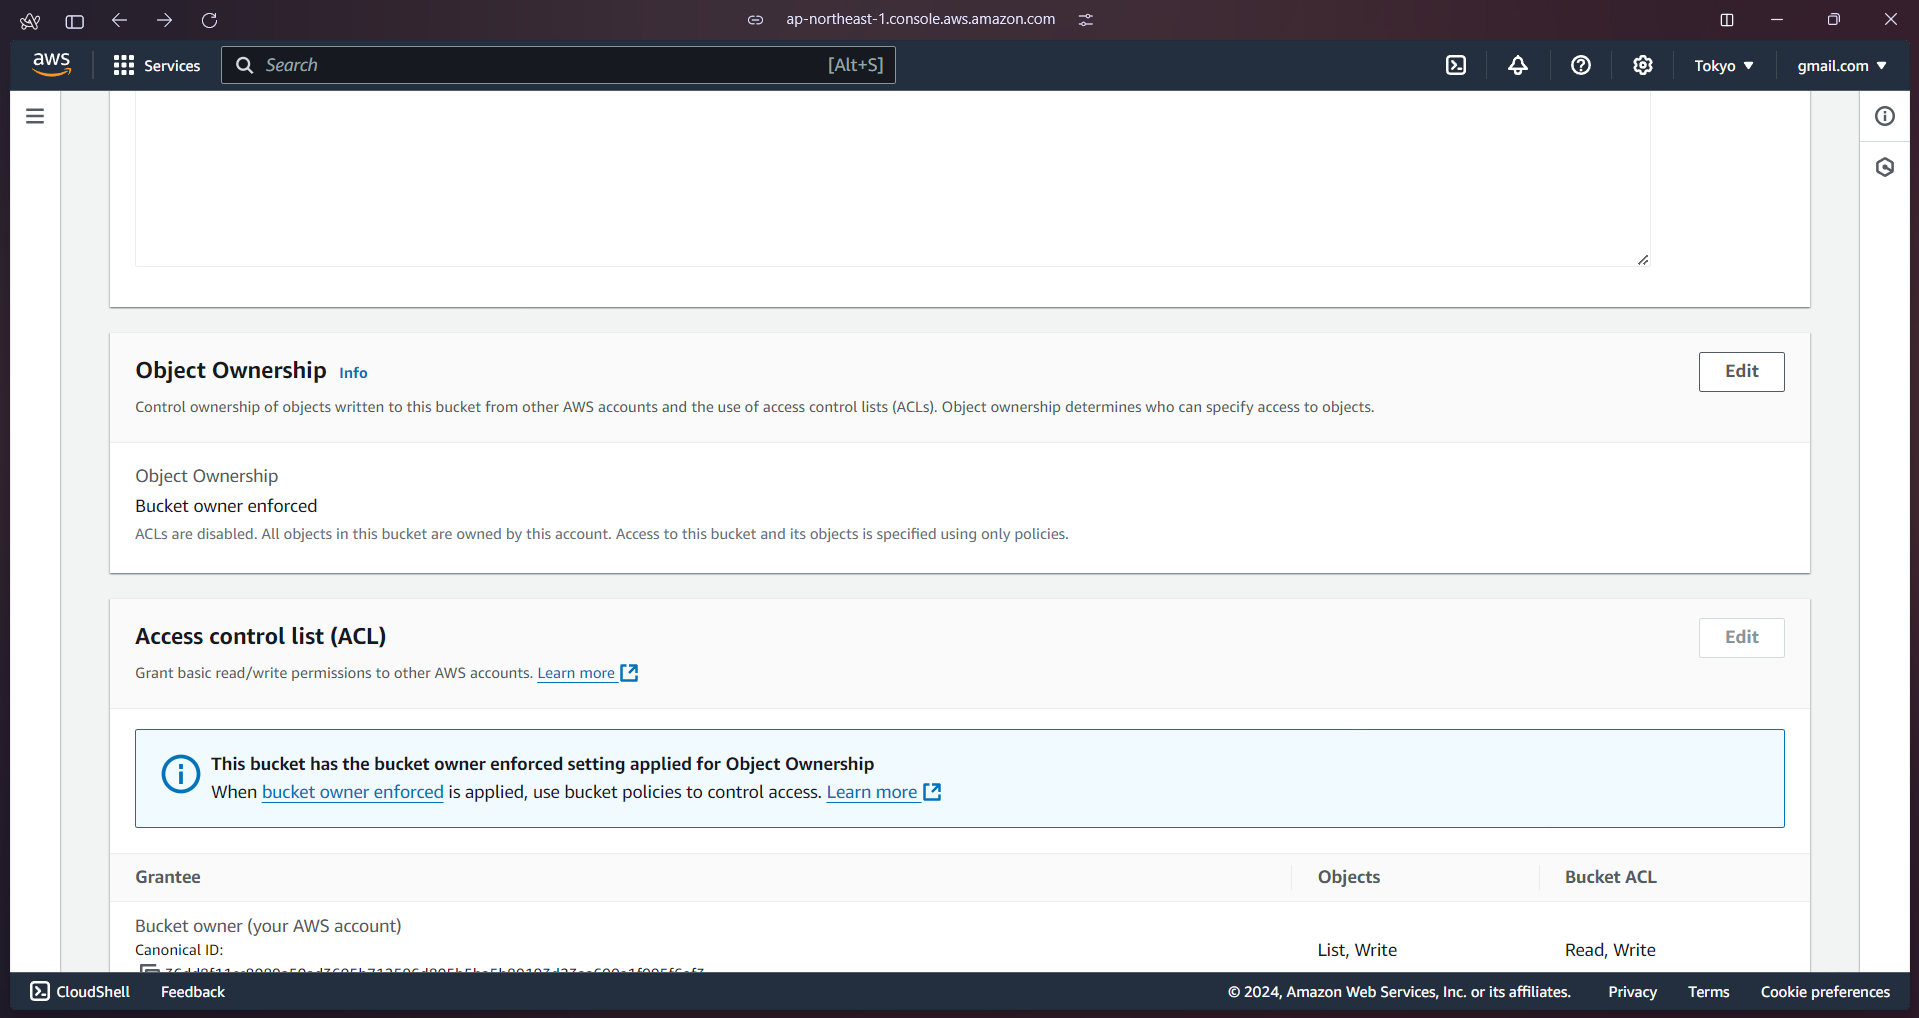 ap-northeast-1.console.aws.amazon.com
aws
Services
Search
[Alt+S]
Tokyo
gmail.com
Object Ownership Info
Edit
Control ownership of objects written to this bucket from other AWS accounts and the use of access control lists (ACLs). Object ownership determines who can specify access to objects.
Object Ownership
Bucket owner enforced
ACLs are disabled. All objects in this bucket are owned by this account. Access to this bucket and its objects is specified using only policies.
Access control list (ACL)
Edit
Grant basic read/write permissions to other AWS accounts. Learn more
This bucket has the bucket owner enforced setting applied for Object Ownership
When bucket owner enforced is applied, use bucket policies to control access. Learn more
Grantee Objects Bucket ACL
Bucket owner (your AWS account)
Canonical ID:
List, Write
Read, Write
CloudShell
Feedback
© 2024, Amazon Web Services, Inc. or its affiliates.
Privacy
Terms
Cookie preferences